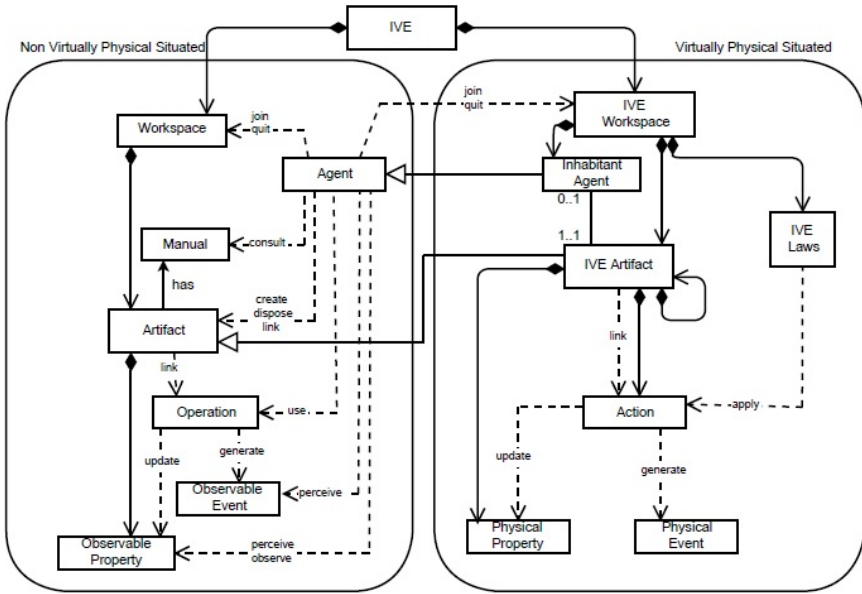 IVE
Non Virtually Physical Situated
Virtually Physical Situated
join
quit
join
quit
Workspace
IVE
Workspace
Agent
Inhabitant
Agent
0..1
1..1
Manual
consult
has
IVE
Laws
IVE Artifact
create
dispose
link
Artifact
link
link
Operation
use
Action
apply
update
generate
update
generate
Observable
Event
perceive
Observable
Property
perceive
observe
Physical
Property
Physical
Event